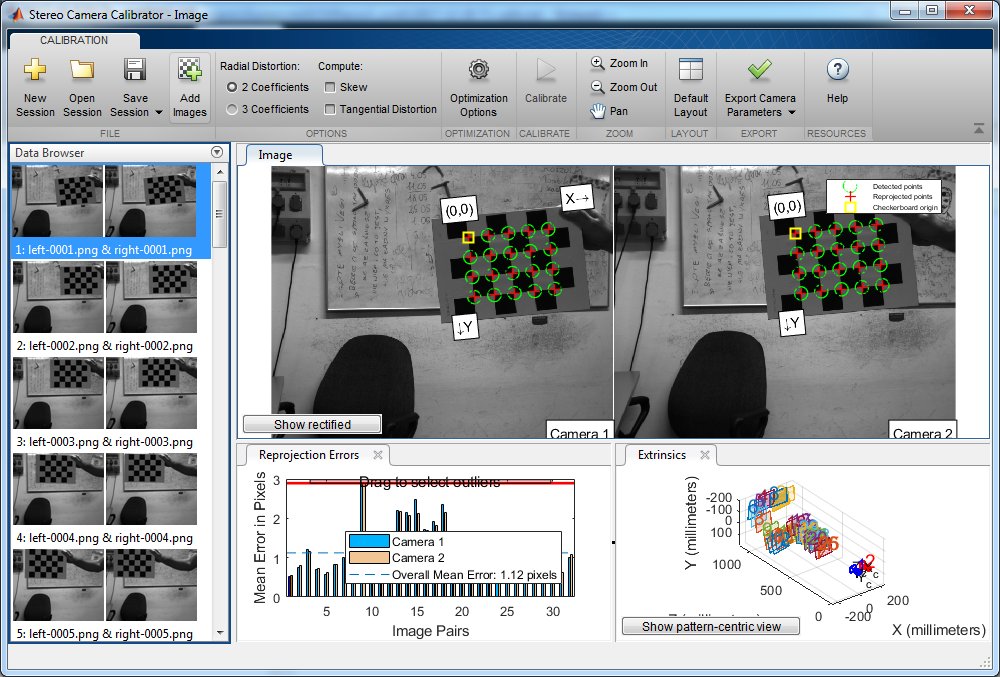 Stereo Camera Calibrator - Image
CALIBRATION
New Session
Open Session
Save Session
Add Images
FILE
Radial Distortion:
2 Coefficients
3 Coefficients
Compute:
Skew
Tangential Distortion
OPTIONS
Optimization Options
OPTIMIZATION
Calibrate
CALIBRATE
Zoom In
Zoom Out
Pan
ZOOM
Default Layout
LAYOUT
Export Camera Parameters
EXPORT
Help
RESOURCES
Data Browser
1: left-0001.png & right-0001.png
2: left-0002.png & right-0002.png
3: left-0003.png & right-0003.png
4: left-0004.png & right-0004.png
5: left-0005.png & right-0005.png
Image
(0,0)
X→
↓Y
Show rectified
Camera 1
(0,0)
↓Y
Detected points
Reprojected points
Checkerboard origin
Camera 2
Reprojection Errors
Drag to select outliers
Mean Error in Pixels
3
2
1
0
Camera 1
Camera 2
Overall Mean Error: 1.12 pixels
5 10 15 20 25 30
Image Pairs
Extrinsics
Y (millimeters)
-200
-100
0
100
1000
500
0
-200
0
200
X (millimeters)
Show pattern-centric view